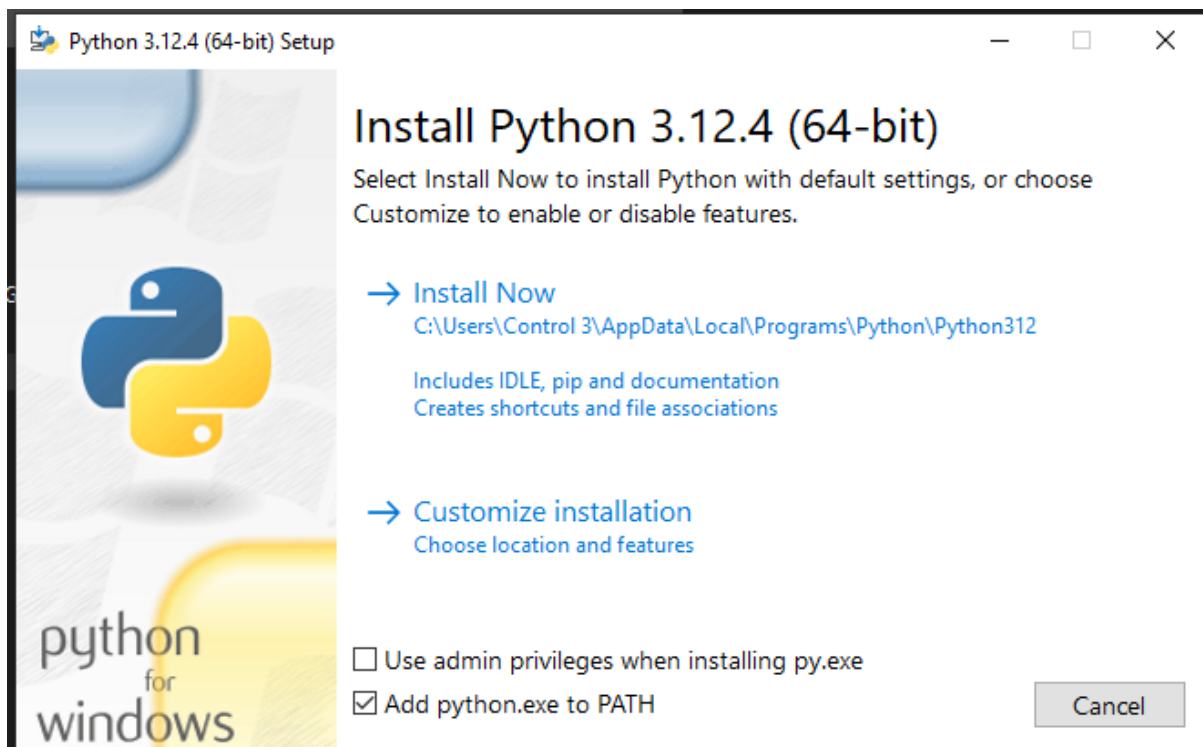 Python 3.12.4 (64-bit) Setup
Install Python 3.12.4 (64-bit)
Select Install Now to install Python with default settings, or choose
Customize to enable or disable features.
Install Now
C:\Users\Control 3\AppData\Local\Programs\Python\Python312
Includes IDLE, pip and documentation
Creates shortcuts and file associations
Customize installation
Choose location and features
Use admin privileges when installing py.exe
Add python.exe to PATH
Cancel
python
for
windows